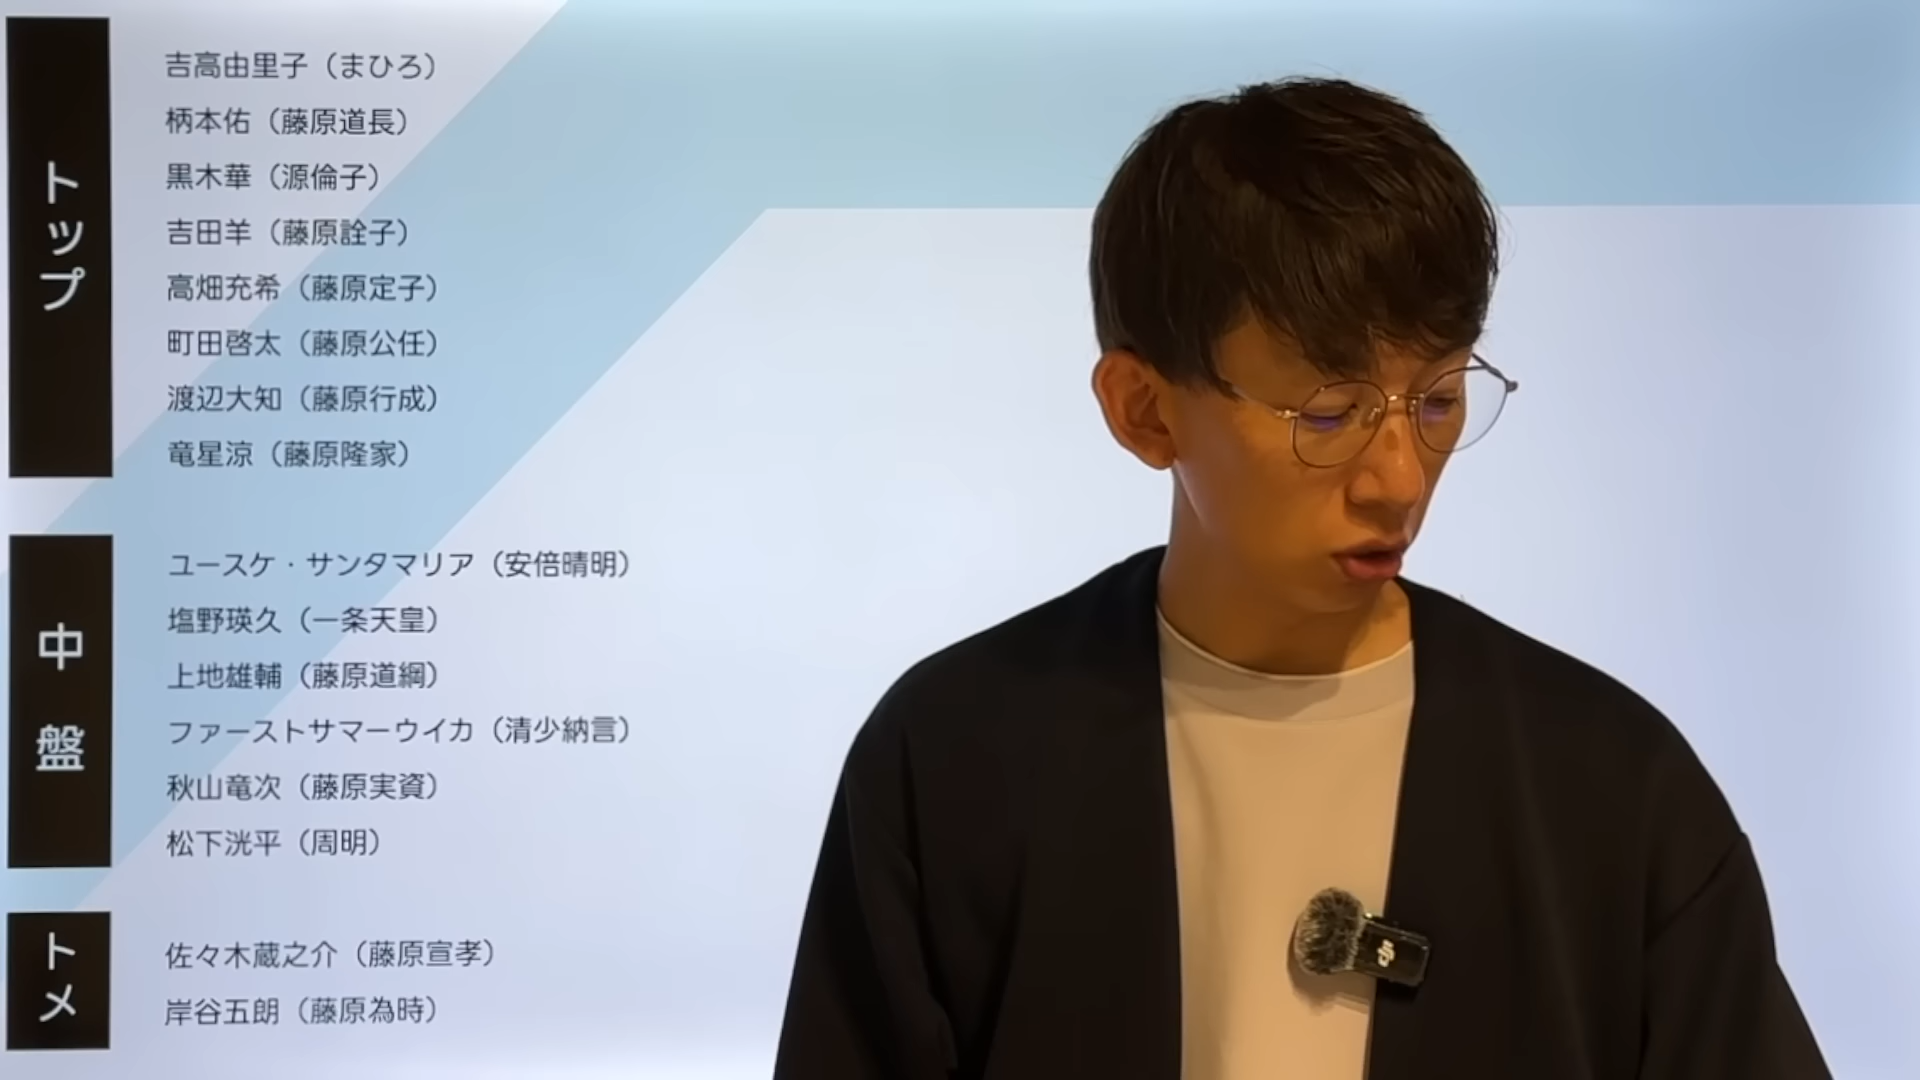 トップ
吉高由里子（まひろ）
柄本佑（藤原道長）
黒木華（源倫子）
吉田羊（藤原詮子）
高畑充希（藤原定子）
町田啓太（藤原公任）
渡辺大知（藤原行成）
竜星涼（藤原隆家）
中盤
ユースケ・サンタマリア（安倍晴明）
塩野瑛久（一条天皇）
上地雄輔（藤原道綱）
ファーストサマーウイカ（清少納言）
秋山竜次（藤原実資）
松下洸平（周明）
トメ
佐々木蔵之介（藤原宣孝）
岸谷五朗（藤原為時）
dji